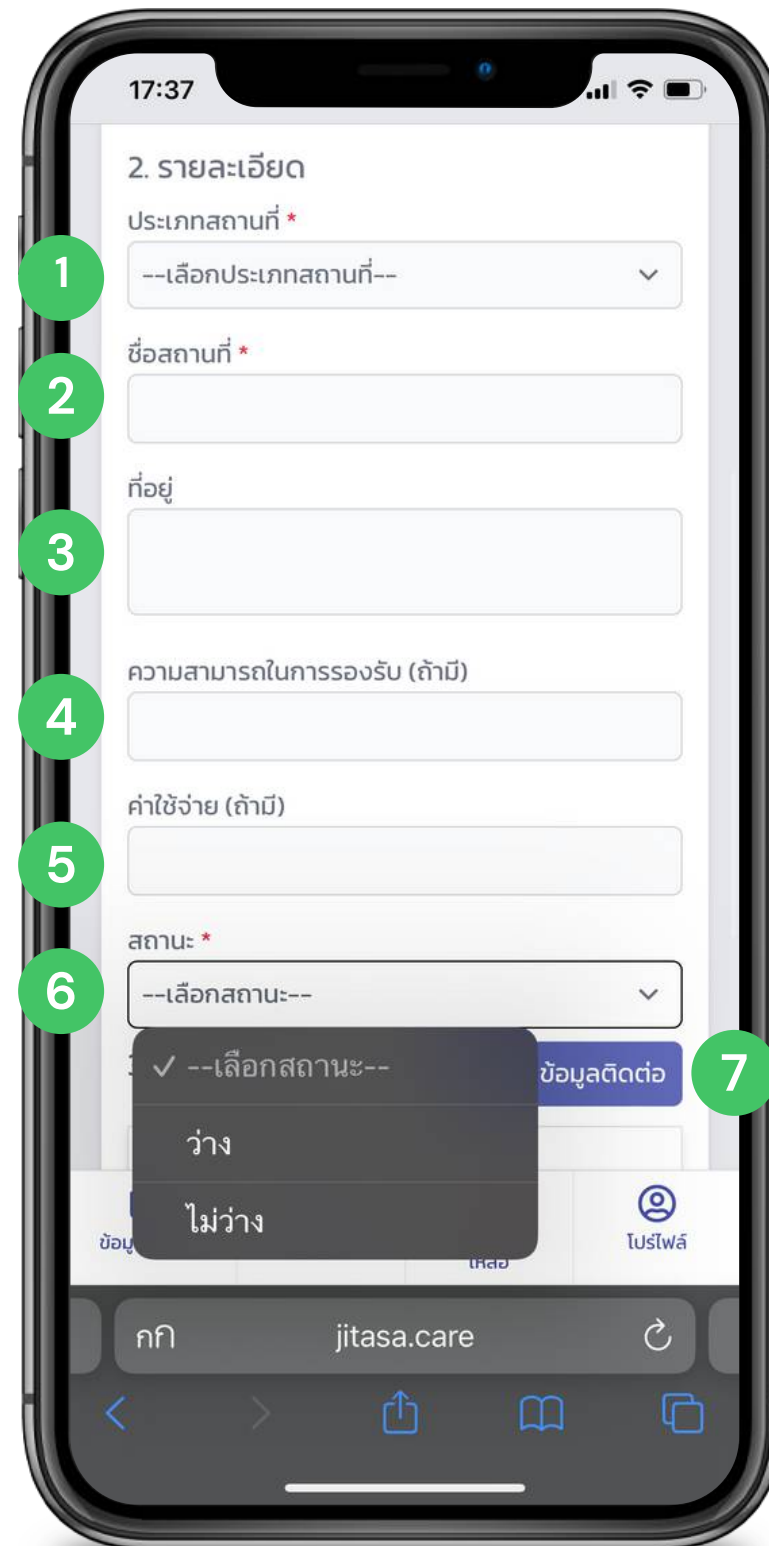 17:37
2. รายละเอียด
ประเภทสถานที่ *
1
--เลือกประเภทสถานที่--
ชื่อสถานที่ *
2
ที่อยู่
3
ความสามารถในการรองรับ (ถ้ามี)
4
ค่าใช้จ่าย (ถ้ามี)
5
สถานะ *
6
--เลือกสถานะ--
✓ --เลือกสถานะ--
ข้อมูลติดต่อ
7
ว่าง
ไม่ว่าง
โปรไฟล์
กก
jitasa.care